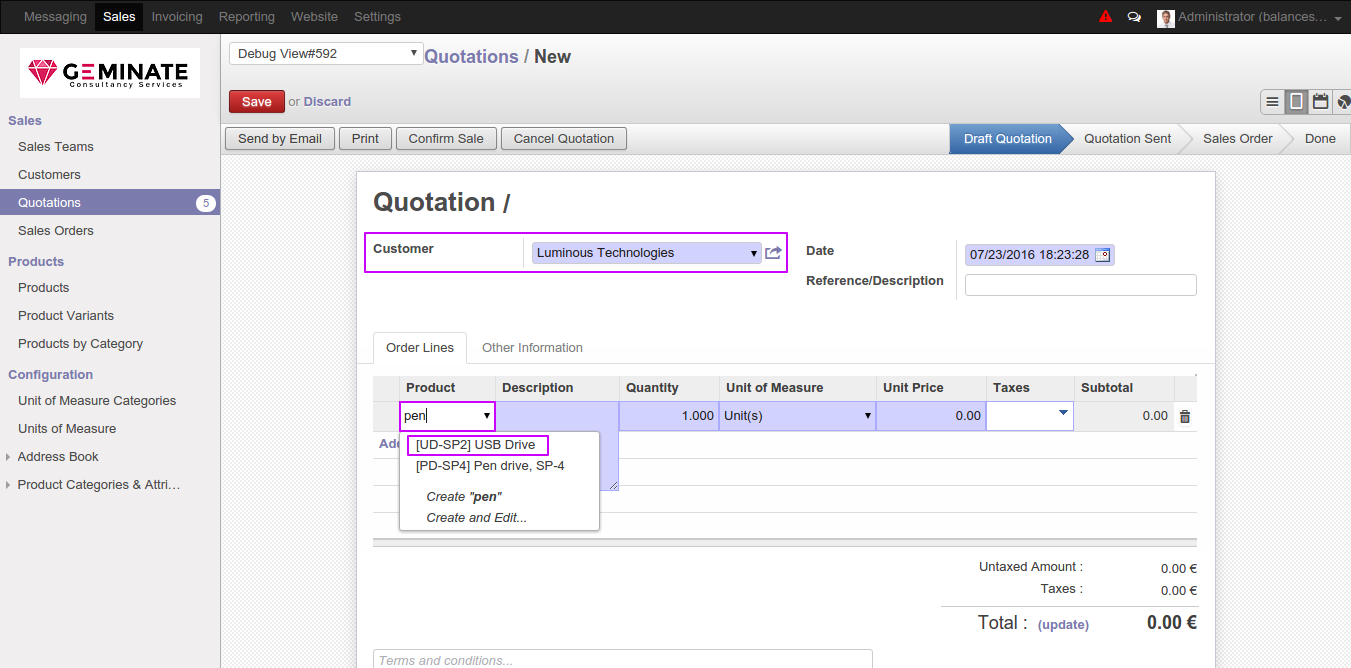 Messaging Sales Invoicing Reporting Website Settings Administrator (balances...
GEMINATE
Consultancy Services
Sales
Sales Teams
Customers
Quotations 5
Sales Orders
Products
Products
Product Variants
Products by Category
Configuration
Unit of Measure Categories
Units of Measure
Address Book
Product Categories & Attri...
Debug View#592 Quotations / New
Save or Discard
Send by Email Print Confirm Sale Cancel Quotation Draft Quotation Quotation Sent Sales Order Done
Quotation /
Customer Luminous Technologies Date 07/23/2016 18:23:28
Reference/Description
Order Lines Other Information
Product Description Quantity Unit of Measure Unit Price Taxes Subtotal
pen 1.000 Unit(s) 0.00 0.00
[UD-SP2] USB Drive
[PD-SP4] Pen drive, SP-4
Create "pen"
Create and Edit...
Untaxed Amount : 0.00 €
Taxes : 0.00 €
Total : (update) 0.00 €
Terms and conditions...